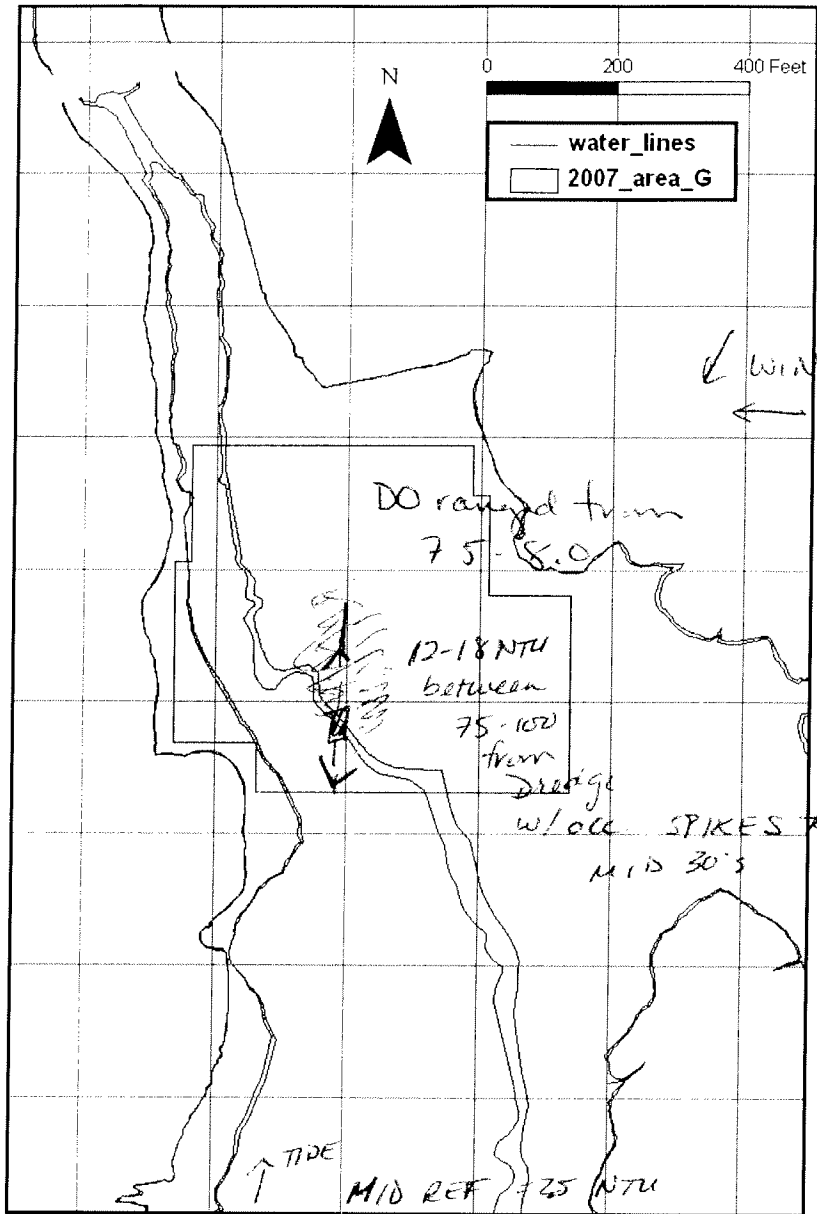 N
0 200 400 Feet
water_lines
2007_area_G
WIN
DO ranged from
7.5-8.0
12-18 NTU
between
75-100
from
Dredge
w/occ. SPIKES
MID 30's
TIDE
MID REF NTU